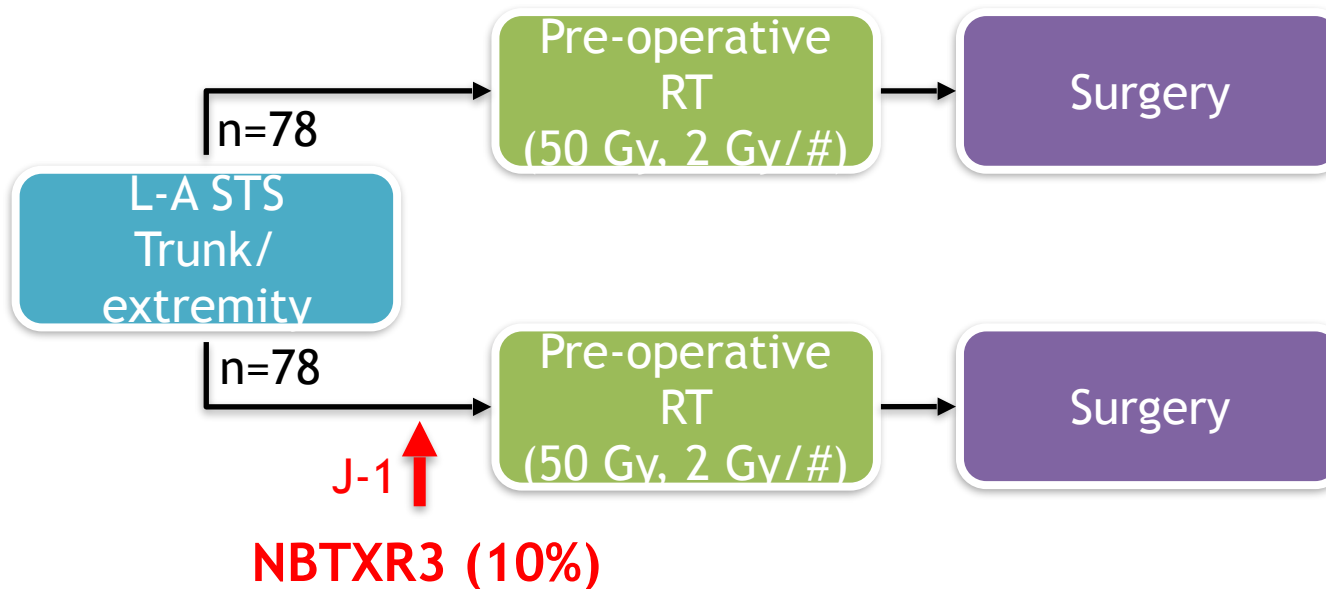 Pre-operative
RT
(50 Gy, 2 Gy/#)
Surgery
n=78
L-A STS
Trunk/
extremity
n=78
Pre-operative
RT
(50 Gy, 2 Gy/#)
Surgery
J-1
NBTXR3 (10%)